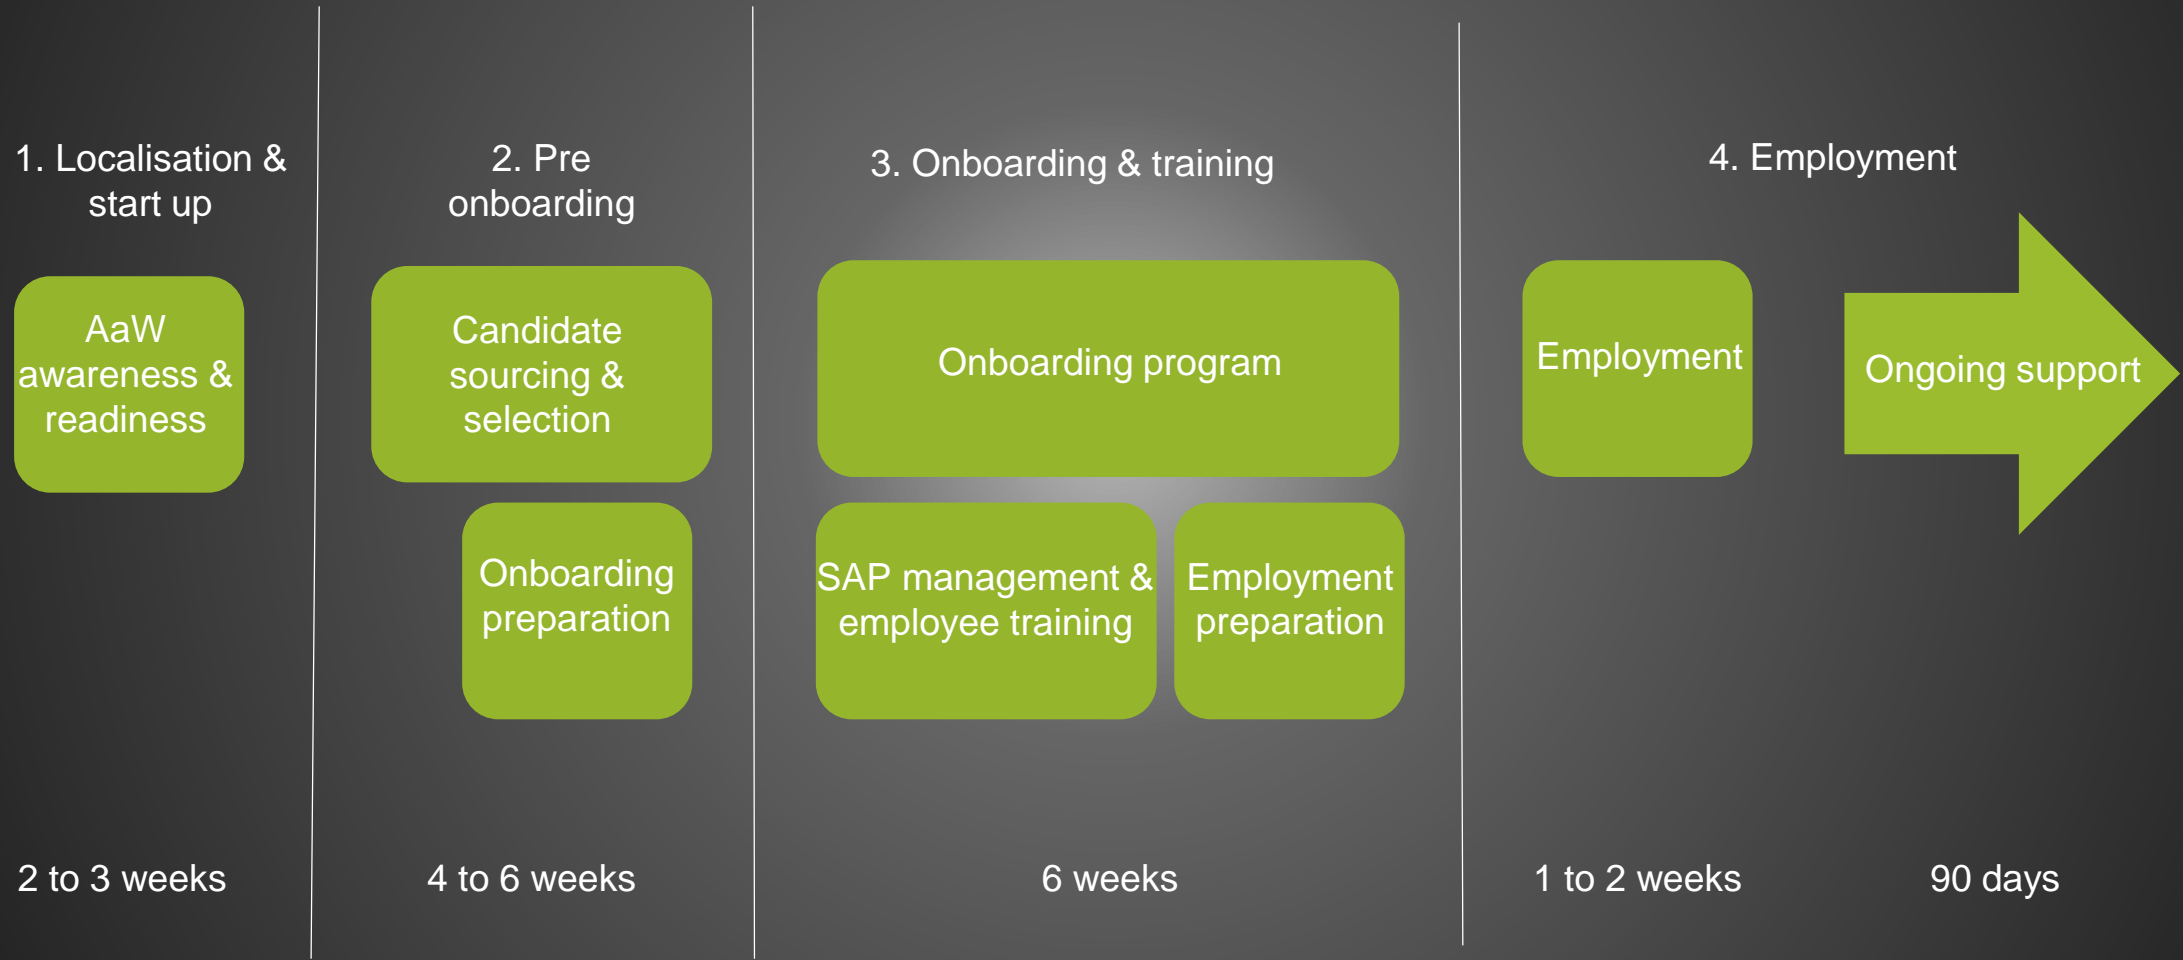 1. Localisation &
start up
2. Pre
onboarding
3. Onboarding & training
4. Employment
AaW
awareness &
readiness
Candidate
sourcing &
selection
Onboarding
preparation
Onboarding program
SAP management &
employee training
Employment
preparation
Employment
Ongoing support
2 to 3 weeks
4 to 6 weeks
6 weeks
1 to 2 weeks
90 days